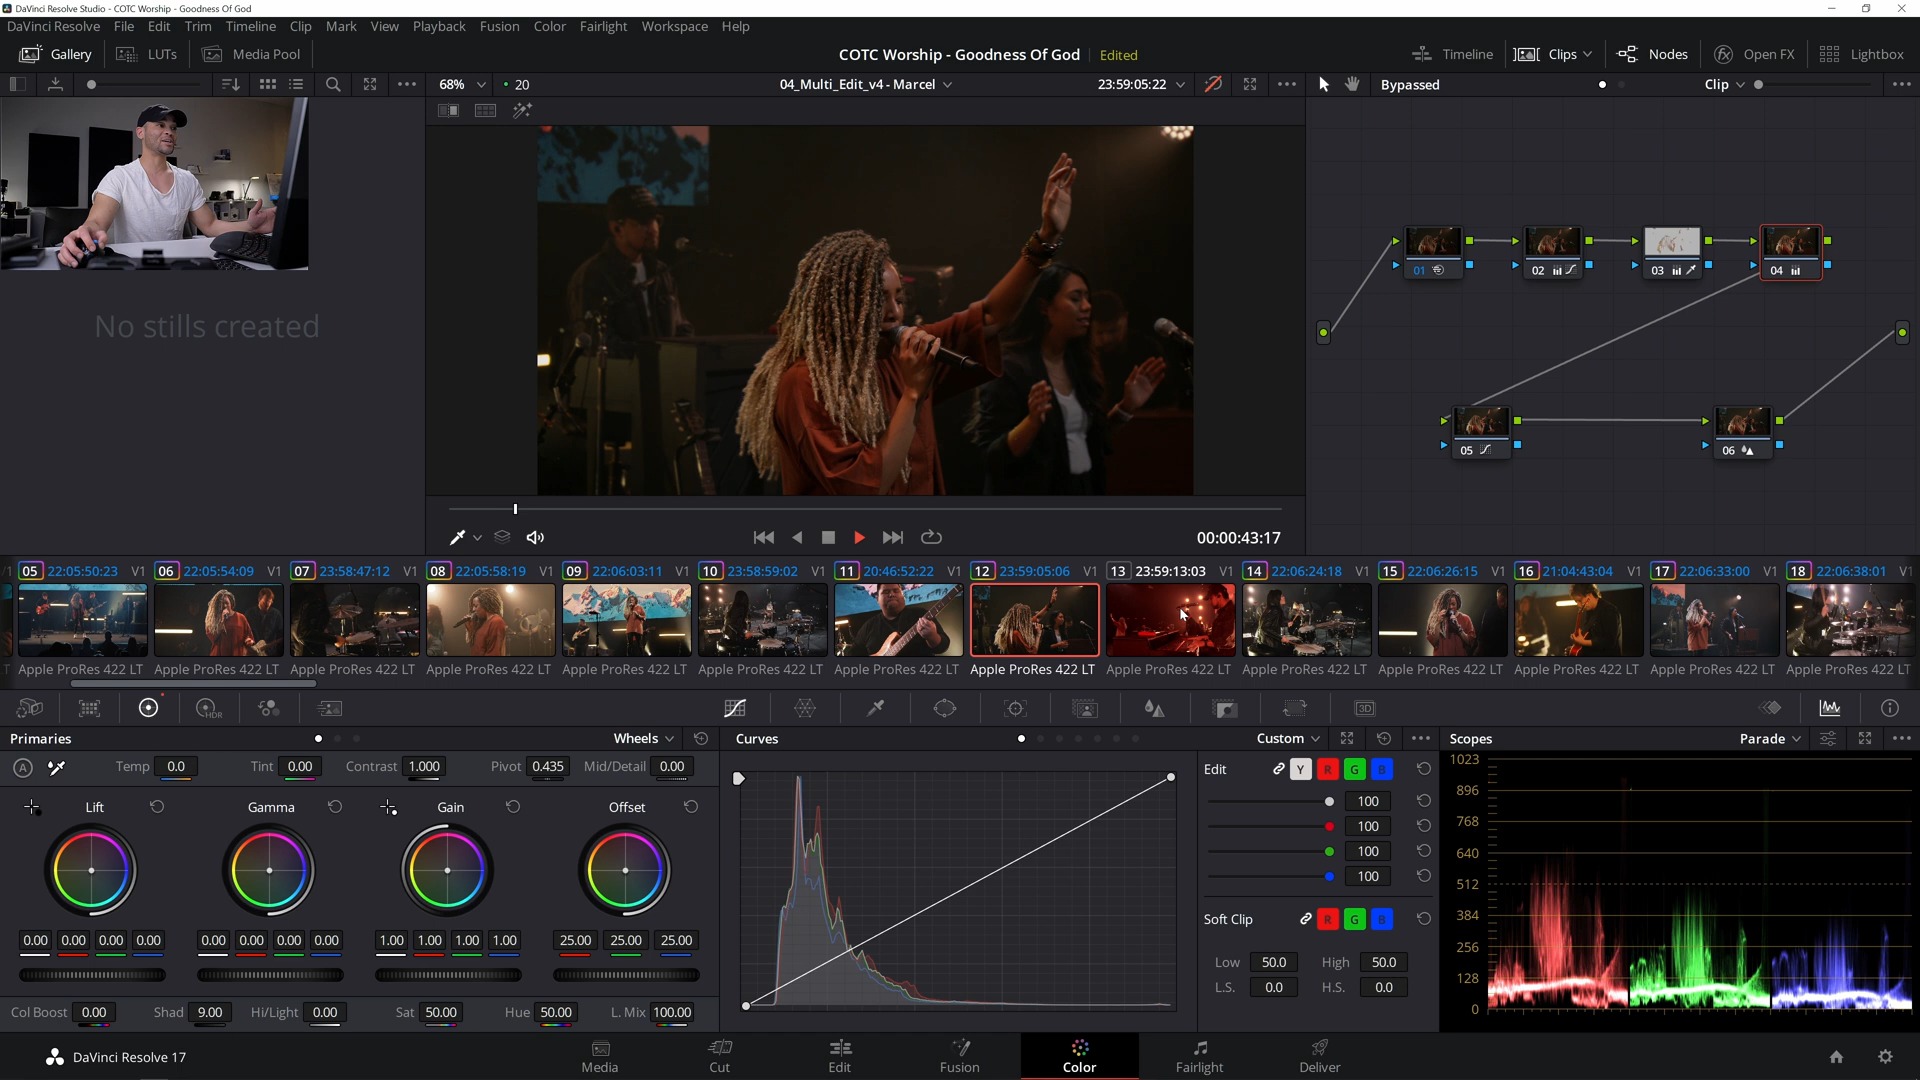 DaVinci Resolve Studio - COTC Worship - Goodness Of God
DaVinci Resolve File Edit Trim Timeline Clip Mark View Playback Fusion Color Fairlight Workspace Help
Gallery LUTs Media Pool COTC Worship - Goodness Of God Edited Timeline Clips Nodes Open FX Lightbox
68% 20 04_Multi_Edit_v4 - Marcel 23:59:05:22 Bypassed Clip
No stills created
01 02 03 04
05 06
00:00:43:17
05 22:05:50:23 V1 06 22:05:54:09 V1 07 23:58:47:12 V1 08 22:05:58:19 V1 09 22:06:03:11 V1 10 23:58:59:02 V1 11 20:46:52:22 V1 12 23:59:05:06 V1 13 23:59:13:03 V1 14 22:06:24:18 V1 15 22:06:26:15 V1 16 21:04:43:04 V1 17 22:06:33:00 V1 18 22:06:38:01 V1
Apple ProRes 422 LT Apple ProRes 422 LT Apple ProRes 422 LT Apple ProRes 422 LT Apple ProRes 422 LT Apple ProRes 422 LT Apple ProRes 422 LT Apple ProRes 422 LT Apple ProRes 422 LT Apple ProRes 422 LT Apple ProRes 422 LT Apple ProRes 422 LT Apple ProRes 422 LT Apple ProRes 422 LT
HDR 3D
Primaries Wheels Curves Custom Scopes Parade
A Temp 0.0 Tint 0.00 Contrast 1.000 Pivot 0.435 Mid/Detail 0.00
Lift Gamma Gain Offset
0.00 0.00 0.00 0.00 0.00 0.00 0.00 0.00 1.00 1.00 1.00 1.00 25.00 25.00 25.00
Col Boost 0.00 Shad 9.00 Hi/Light 0.00 Sat 50.00 Hue 50.00 L. Mix 100.00
Edit Y R G B
100
100
100
100
Soft Clip R G B
Low 50.0 High 50.0
L.S. 0.0 H.S. 0.0
1023
896
768
640
512
384
256
128
0
DaVinci Resolve 17 Media Cut Edit Fusion Color Fairlight Deliver